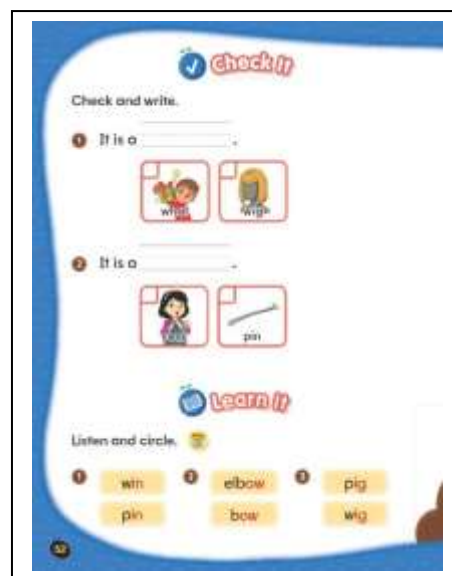 Check It
Check and write.
1 It is a .
win wig
2 It is a .
pin
Learn It
Listen and circle.
1 win 2 elbow 3 pig
pin bow wig
52